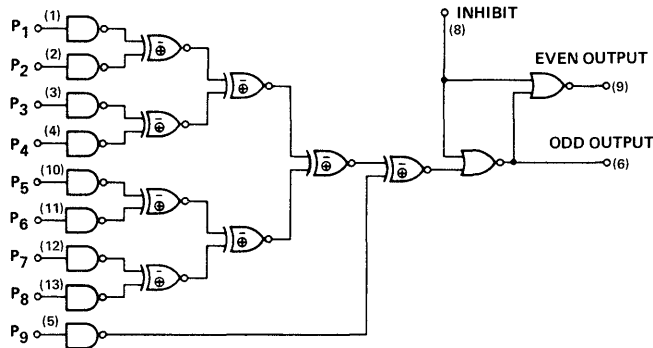 P1 (1)
INHIBIT
(8)
P2 (2)
EVEN OUTPUT
(9)
P3 (3)
P4 (4)
ODD OUTPUT
(6)
P5 (10)
P6 (11)
P7 (12)
P8 (13)
P9 (5)